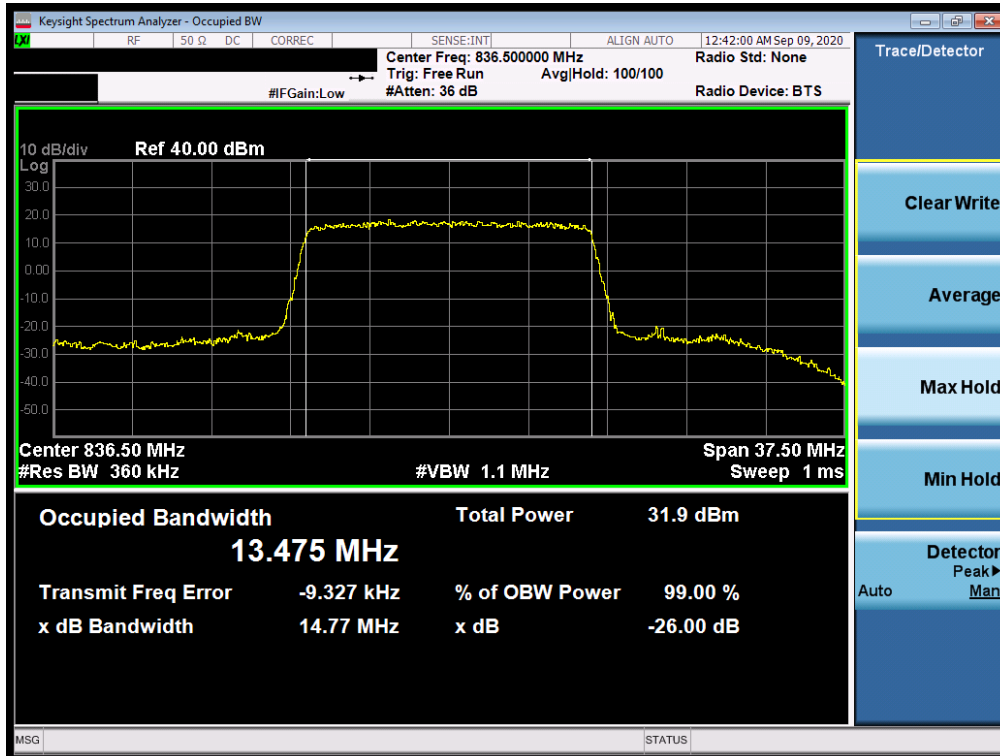 Keysight Spectrum Analyzer - Occupied BW
LXI RF 50 Ω DC CORREC SENSE:INT ALIGN AUTO 12:42:00 AM Sep 09, 2020
Center Freq: 836.500000 MHz Radio Std: None
Trig: Free Run Avg|Hold: 100/100
#IFGain:Low #Atten: 36 dB Radio Device: BTS
10 dB/div Ref 40.00 dBm
Log
30.0
20.0
10.0
0.00
-10.0
-20.0
-30.0
-40.0
-50.0
Center 836.50 MHz Span 37.50 MHz
#Res BW 360 kHz #VBW 1.1 MHz Sweep 1 ms
Occupied Bandwidth Total Power 31.9 dBm
13.475 MHz
Transmit Freq Error -9.327 kHz % of OBW Power 99.00 %
x dB Bandwidth 14.77 MHz x dB -26.00 dB
MSG STATUS
Trace/Detector
Clear Write
Average
Max Hold
Min Hold
Detector
Peak▶
Auto Man